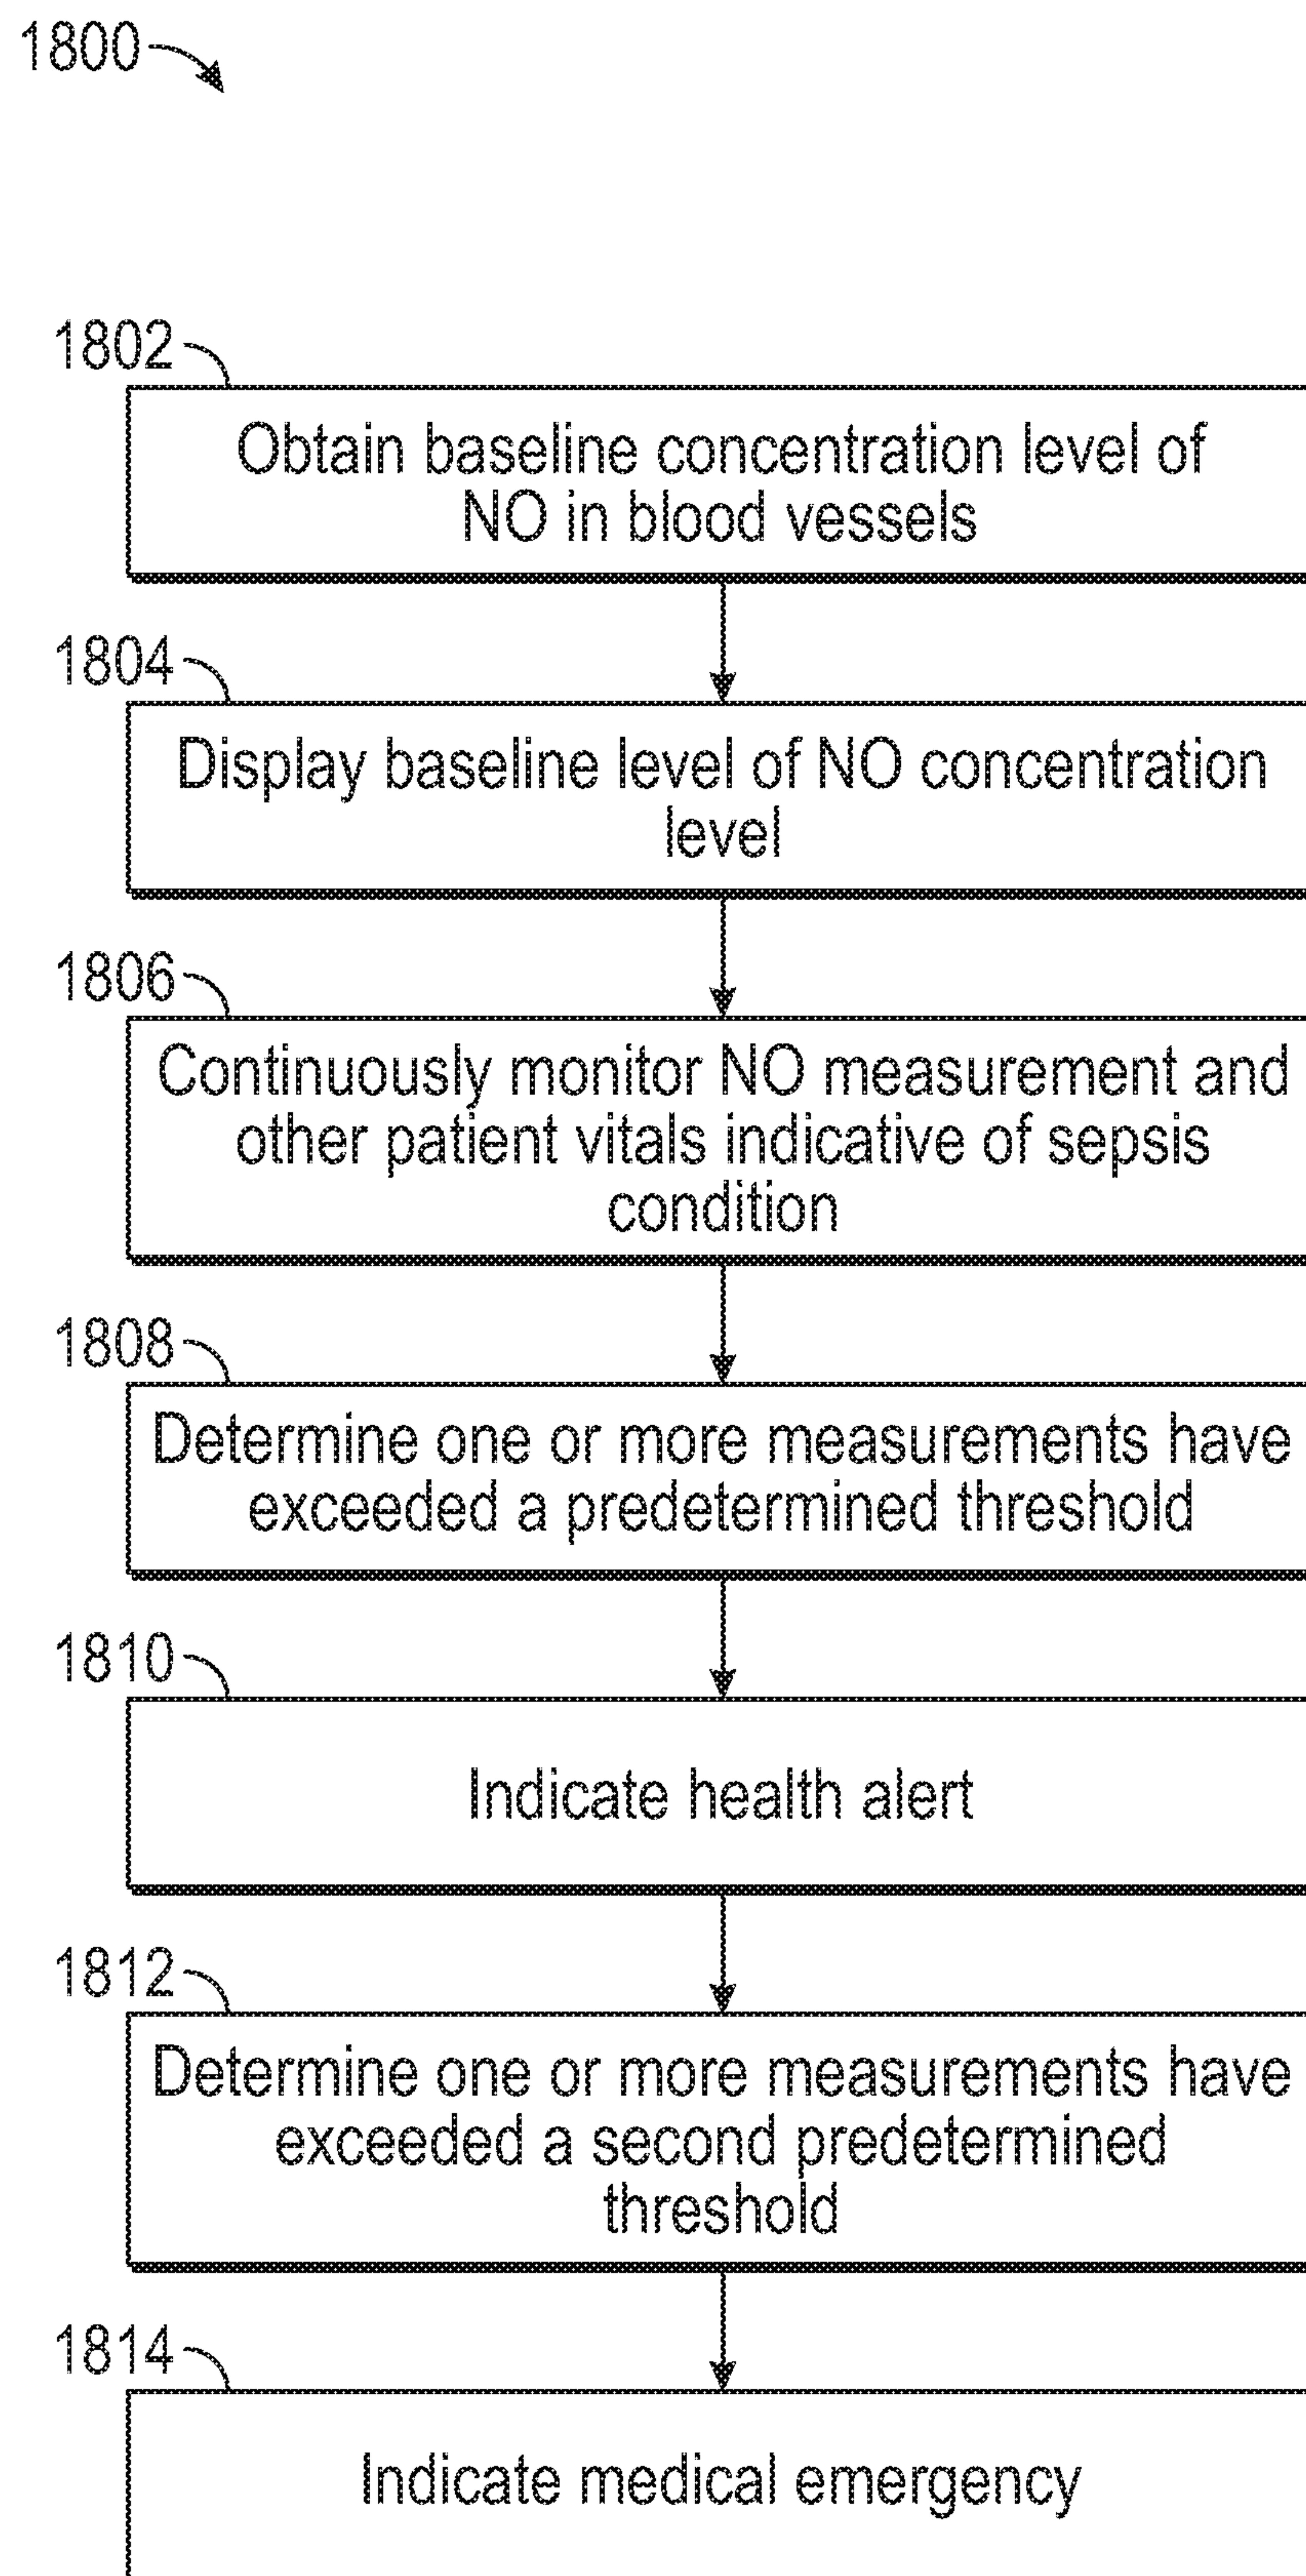 1800
1802
Obtain baseline concentration level of
NO in blood vessels
1804
Display baseline level of NO concentration
level
1806
Continuously monitor NO measurement and
other patient vitals indicative of sepsis
condition
1808
Determine one or more measurements have
exceeded a predetermined threshold
1810
Indicate health alert
1812
Determine one or more measurements have
exceeded a second predetermined
threshold
1814
Indicate medical emergency